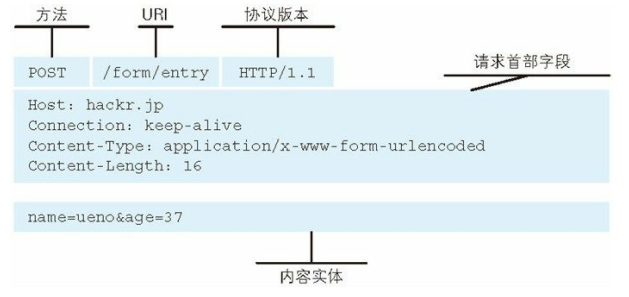 方法 URI 协议版本
POST /form/entry HTTP/1.1
请求首部字段
Host: hackr.jp
Connection: keep-alive
Content-Type: application/x-www-form-urlencoded
Content-Length: 16
name=ueno&age=37
内容实体